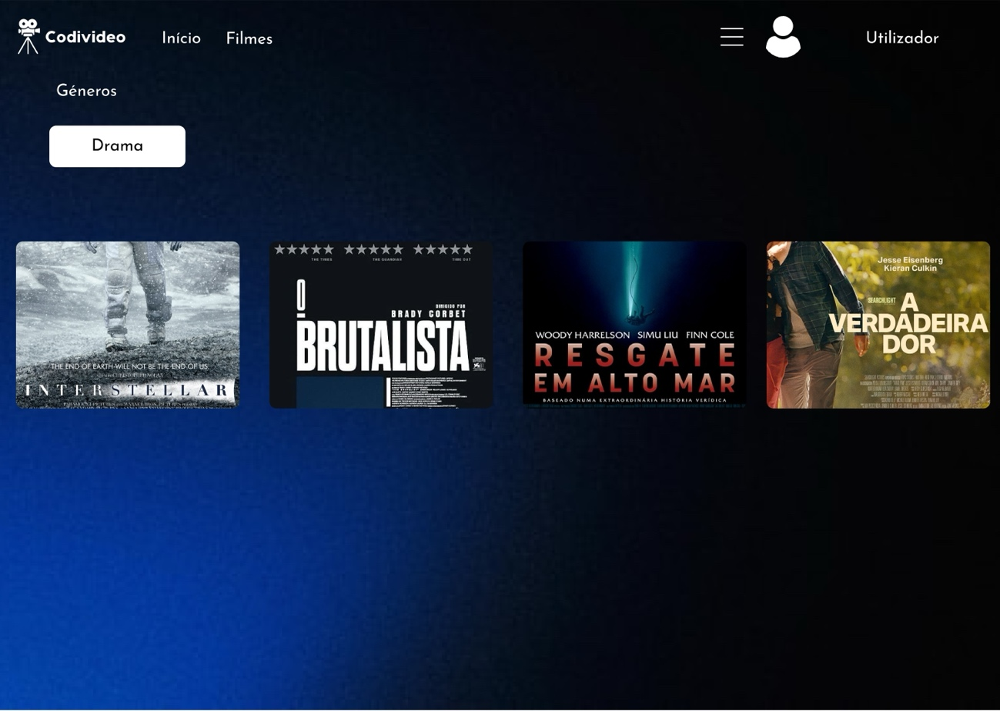 Codivideo
Início
Filmes
Utilizador
Géneros
Drama
THE END OF EARTH WILL NOT BE THE END OF US
INTERSTELLAR
THE TIMES
THE GUARDIAN
TIME OUT
DIRIGIDO POR
BRADY CORBET
O
BRUTALISTA
WOODY HARRELSON SIMU LIU FINN COLE
RESGATE
EM ALTO MAR
BASEADO NUMA EXTRAORDINÁRIA HISTÓRIA VERÍDICA
Jesse Eisenberg
Kieran Culkin
SEARCHLIGHT
A
VERDADEIRA
DOR